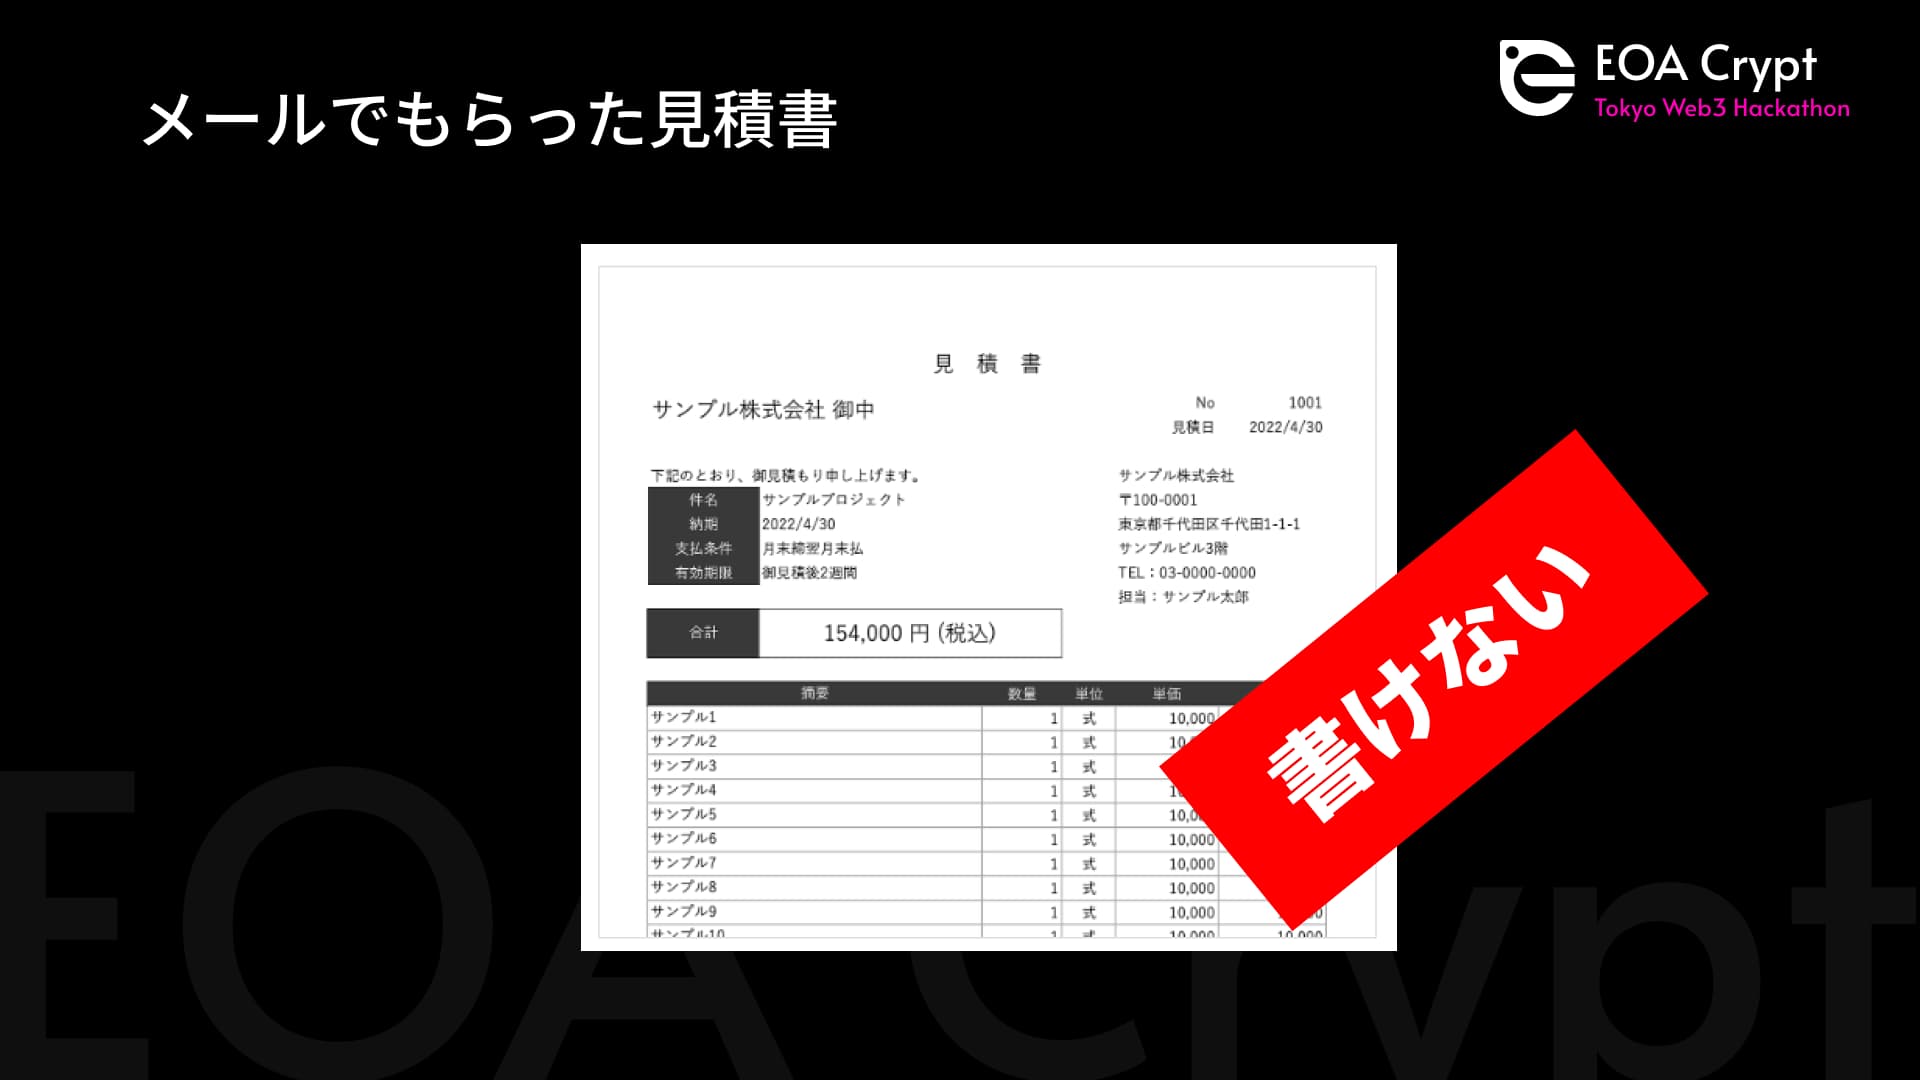 メールでもらった見積書
EOA Crypt
Tokyo Web3 Hackathon
見 積 書
サンプル株式会社 御中
No 1001
見積日 2022/4/30
下記のとおり、御見積もり申し上げます。
件名 サンプルプロジェクト
納期 2022/4/30
支払条件 月末締翌月末払
有効期限 御見積後2週間
サンプル株式会社
〒100-0001
東京都千代田区千代田1-1-1
サンプルビル3階
TEL：03-0000-0000
担当：サンプル太郎
合計 154,000 円 (税込)
摘要 数量 単位 単価
サンプル1 1 式 10,000
サンプル2 1 式
サンプル3 1 式
サンプル4 1 式
サンプル5 1 式
サンプル6 1 式 10,000
サンプル7 1 式 10,000
サンプル8 1 式 10,000
サンプル9 1 式 10,000
サンプル10 1 式 10,000 10,000
書けない
EOA Crypt